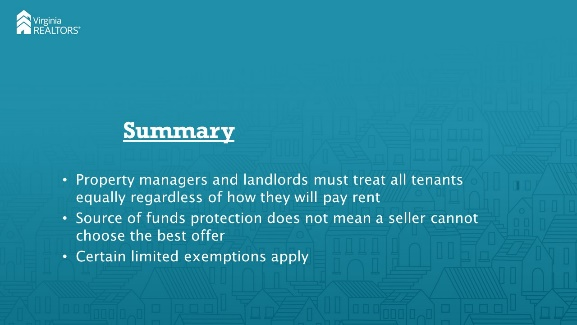 Virginia
REALTORS®
Summary
• Property managers and landlords must treat all tenants
equally regardless of how they will pay rent
• Source of funds protection does not mean a seller cannot
choose the best offer
• Certain limited exemptions apply